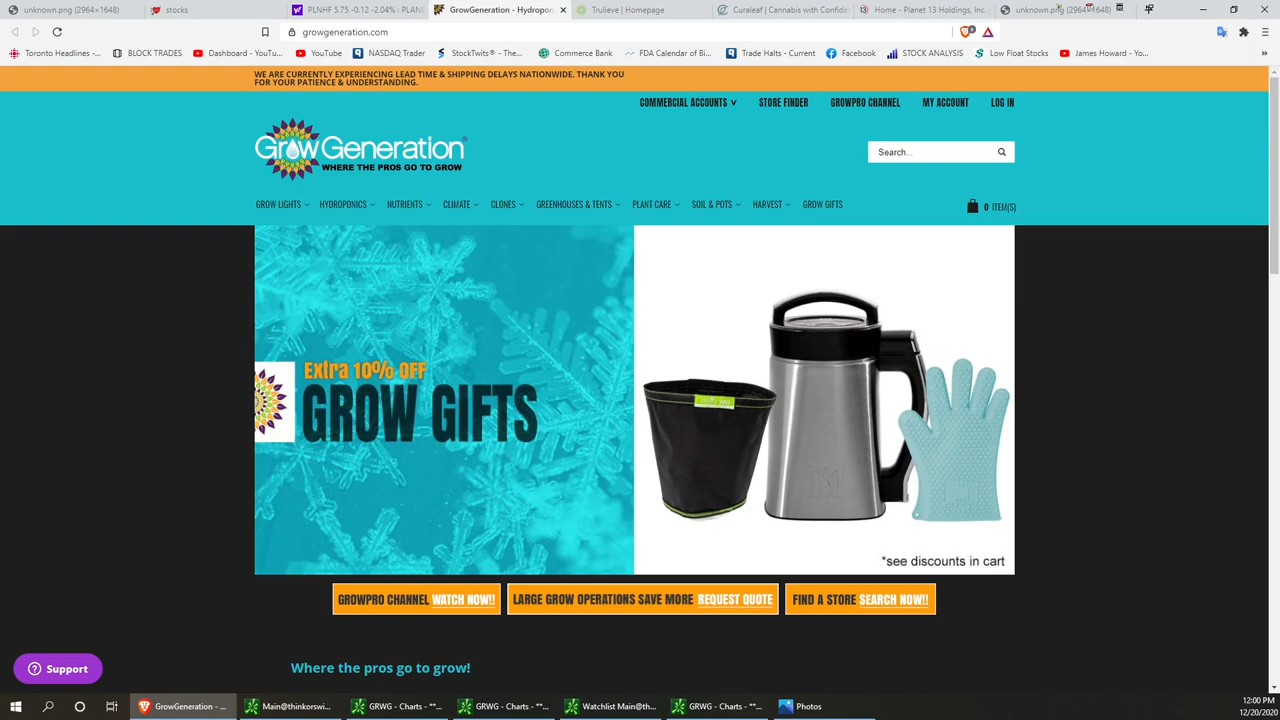 unknown.png (2964×1648)
stocks
PLNHF 5.75 -0.12 -2.04% : PLANE
GrowGeneration - Hydropon
Trulieve | Homepage
Curaleaf | Cannabis with Confide
Home - Planet 13 Holdings, Inc.
unknown.png (2964×1648)
growgeneration.com
Toronto Headlines -...
BLOCK TRADES
Dashboard - YouTu...
YouTube
NASDAQ Trader
StockTwits® - The...
Commerce Bank
FDA Calendar of Bi...
Trade Halts - Current
Facebook
STOCK ANALYSIS
Low Float Stocks
James Howard - Yo...
WE ARE CURRENTLY EXPERIENCING LEAD TIME & SHIPPING DELAYS NATIONWIDE. THANK YOU
FOR YOUR PATIENCE & UNDERSTANDING.
COMMERCIAL ACCOUNTS
STORE FINDER
GROWPRO CHANNEL
MY ACCOUNT
LOG IN
GrowGeneration®
WHERE THE PROS GO TO GROW
Search...
GROW LIGHTS
HYDROPONICS
NUTRIENTS
CLIMATE
CLONES
GREENHOUSES & TENTS
PLANT CARE
SOIL & POTS
HARVEST
GROW GIFTS
0 ITEM(S)
Extra 10% OFF
GROW GIFTS
*see discounts in cart
GROWPRO CHANNEL WATCH NOW!!
LARGE GROW OPERATIONS SAVE MORE REQUEST QUOTE
FIND A STORE SEARCH NOW!!
Support
Where the pros go to grow!
GrowGeneration - ...
Main@thinkorswi...
GRWG - Charts - **...
GRWG - Charts - **...
Watchlist Main@th...
GRWG - Charts - **...
Photos
12:00 PM
12/20/2020